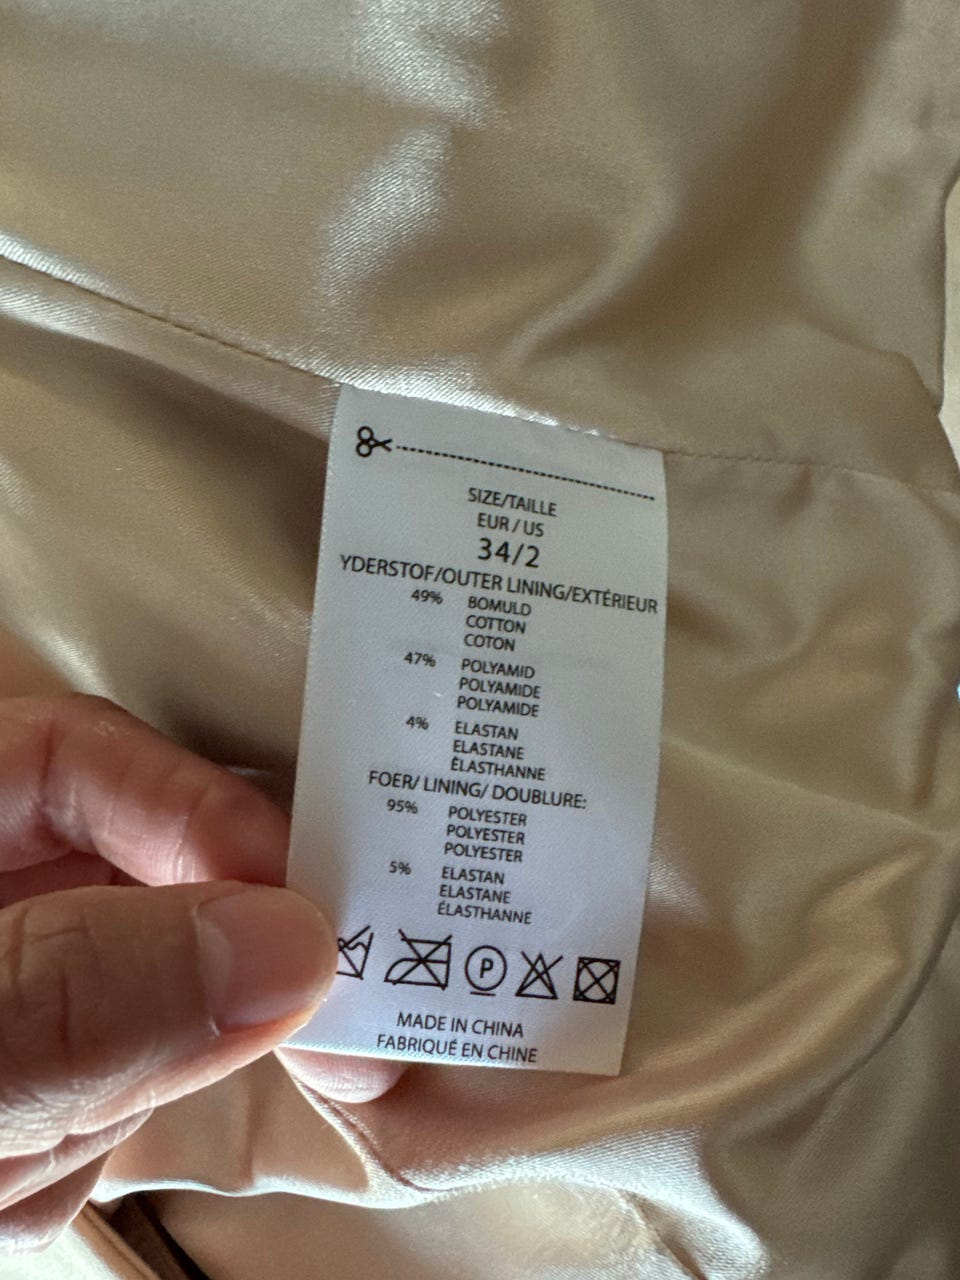 SIZE/TAILLE
EUR / US
34/2
YDERSTOF/OUTER LINING/EXTÉRIEUR
49% BOMULD
COTTON
COTON
47% POLYAMID
POLYAMIDE
POLYAMIDE
4% ELASTAN
ELASTANE
ÉLASTHANNE
FOER/ LINING/ DOUBLURE:
95% POLYESTER
POLYESTER
POLYESTER
5% ELASTAN
ELASTANE
ÉLASTHANNE
P
MADE IN CHINA
FABRIQUÉ EN CHINE